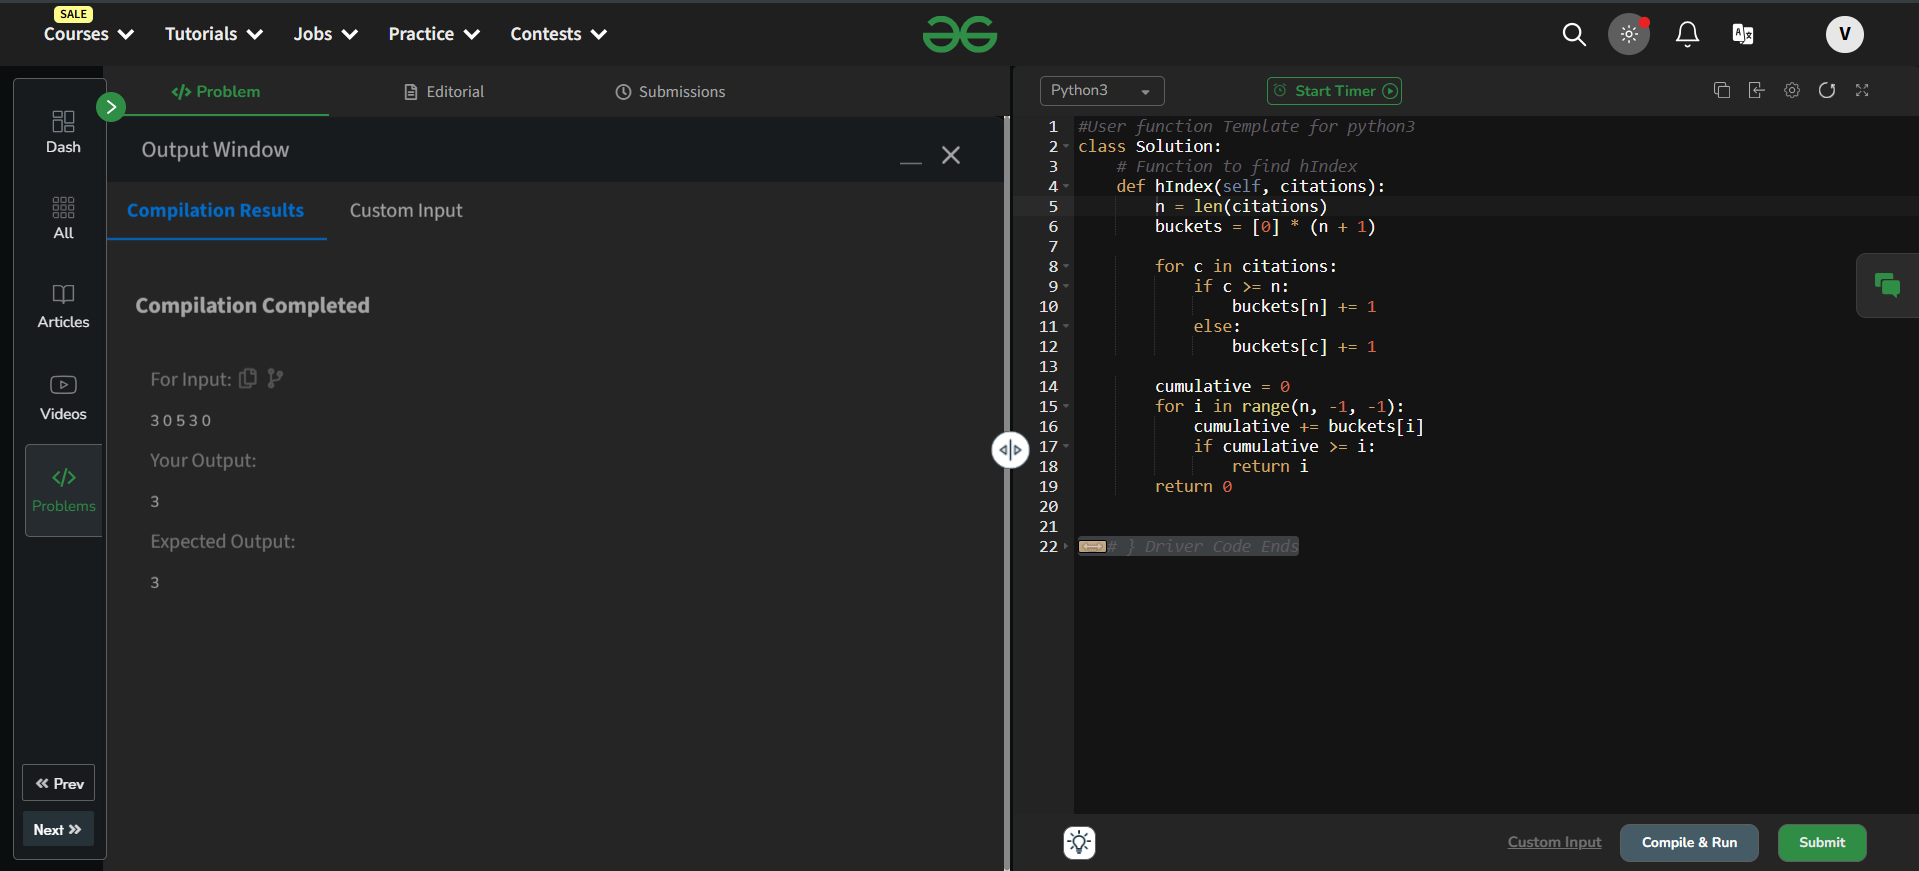 SALE
Courses Tutorials Jobs Practice Contests
V
Dash
All
Articles
Videos
Problems
Prev
Next
Problem Editorial Submissions
Output Window
Compilation Results Custom Input
Compilation Completed
For Input:
3 0 5 3 0
Your Output:
3
Expected Output:
3
Python3 Start Timer
1 #User function Template for python3
2 class Solution:
3     # Function to find hIndex
4     def hIndex(self, citations):
5         n = len(citations)
6         buckets = [0] * (n + 1)
7
8         for c in citations:
9             if c >= n:
10                 buckets[n] += 1
11             else:
12                 buckets[c] += 1
13
14         cumulative = 0
15         for i in range(n, -1, -1):
16             cumulative += buckets[i]
17             if cumulative >= i:
18                 return i
19         return 0
20
21
22 # } Driver Code Ends
Custom Input Compile & Run Submit